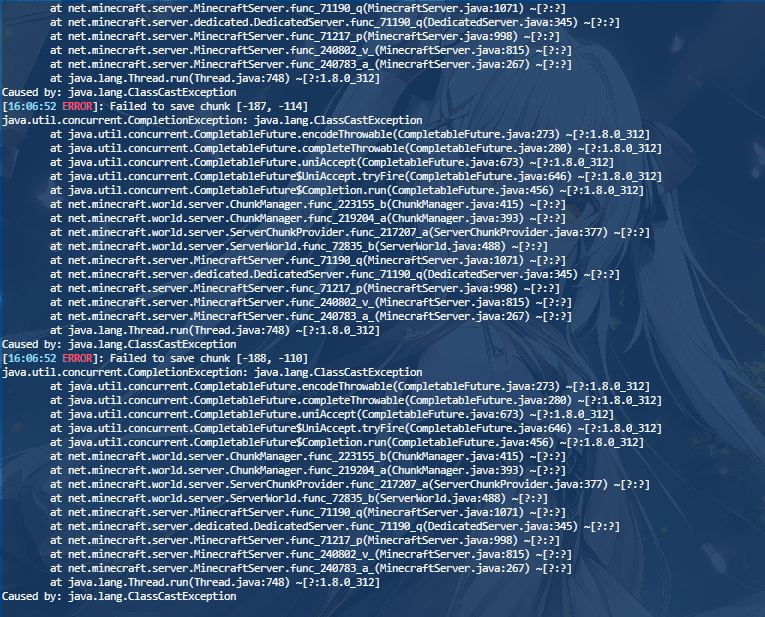 at net.minecraft.server.MinecraftServer.func_71190_q(MinecraftServer.java:1071) ~[?:?]
at net.minecraft.server.dedicated.DedicatedServer.func_71190_q(DedicatedServer.java:345) ~[?:?]
at net.minecraft.server.MinecraftServer.func_71217_p(MinecraftServer.java:998) ~[?:?]
at net.minecraft.server.MinecraftServer.func_240802_v_(MinecraftServer.java:815) ~[?:?]
at net.minecraft.server.MinecraftServer.func_240783_a_(MinecraftServer.java:267) ~[?:?]
at java.lang.Thread.run(Thread.java:748) ~[?:1.8.0_312]
Caused by: java.lang.ClassCastException
[16:06:52 ERROR]: Failed to save chunk [-187, -114]
java.util.concurrent.CompletionException: java.lang.ClassCastException
at java.util.concurrent.CompletableFuture.encodeThrowable(CompletableFuture.java:273) ~[?:1.8.0_312]
at java.util.concurrent.CompletableFuture.completeThrowable(CompletableFuture.java:280) ~[?:1.8.0_312]
at java.util.concurrent.CompletableFuture.uniAccept(CompletableFuture.java:673) ~[?:1.8.0_312]
at java.util.concurrent.CompletableFuture$UniAccept.tryFire(CompletableFuture.java:646) ~[?:1.8.0_312]
at java.util.concurrent.CompletableFuture$Completion.run(CompletableFuture.java:456) ~[?:1.8.0_312]
at net.minecraft.world.server.ChunkManager.func_223155_b(ChunkManager.java:415) ~[?:?]
at net.minecraft.world.server.ChunkManager.func_219204_a(ChunkManager.java:393) ~[?:?]
at net.minecraft.world.server.ServerChunkProvider.func_217207_a(ServerChunkProvider.java:377) ~[?:?]
at net.minecraft.world.server.ServerWorld.func_72835_b(ServerWorld.java:488) ~[?:?]
at net.minecraft.server.MinecraftServer.func_71190_q(MinecraftServer.java:1071) ~[?:?]
at net.minecraft.server.dedicated.DedicatedServer.func_71190_q(DedicatedServer.java:345) ~[?:?]
at net.minecraft.server.MinecraftServer.func_71217_p(MinecraftServer.java:998) ~[?:?]
at net.minecraft.server.MinecraftServer.func_240802_v_(MinecraftServer.java:815) ~[?:?]
at net.minecraft.server.MinecraftServer.func_240783_a_(MinecraftServer.java:267) ~[?:?]
at java.lang.Thread.run(Thread.java:748) ~[?:1.8.0_312]
Caused by: java.lang.ClassCastException
[16:06:52 ERROR]: Failed to save chunk [-188, -110]
java.util.concurrent.CompletionException: java.lang.ClassCastException
at java.util.concurrent.CompletableFuture.encodeThrowable(CompletableFuture.java:273) ~[?:1.8.0_312]
at java.util.concurrent.CompletableFuture.completeThrowable(CompletableFuture.java:280) ~[?:1.8.0_312]
at java.util.concurrent.CompletableFuture.uniAccept(CompletableFuture.java:673) ~[?:1.8.0_312]
at java.util.concurrent.CompletableFuture$UniAccept.tryFire(CompletableFuture.java:646) ~[?:1.8.0_312]
at java.util.concurrent.CompletableFuture$Completion.run(CompletableFuture.java:456) ~[?:1.8.0_312]
at net.minecraft.world.server.ChunkManager.func_223155_b(ChunkManager.java:415) ~[?:?]
at net.minecraft.world.server.ChunkManager.func_219204_a(ChunkManager.java:393) ~[?:?]
at net.minecraft.world.server.ServerChunkProvider.func_217207_a(ServerChunkProvider.java:377) ~[?:?]
at net.minecraft.world.server.ServerWorld.func_72835_b(ServerWorld.java:488) ~[?:?]
at net.minecraft.server.MinecraftServer.func_71190_q(MinecraftServer.java:1071) ~[?:?]
at net.minecraft.server.dedicated.DedicatedServer.func_71190_q(DedicatedServer.java:345) ~[?:?]
at net.minecraft.server.MinecraftServer.func_71217_p(MinecraftServer.java:998) ~[?:?]
at net.minecraft.server.MinecraftServer.func_240802_v_(MinecraftServer.java:815) ~[?:?]
at net.minecraft.server.MinecraftServer.func_240783_a_(MinecraftServer.java:267) ~[?:?]
at java.lang.Thread.run(Thread.java:748) ~[?:1.8.0_312]
Caused by: java.lang.ClassCastException